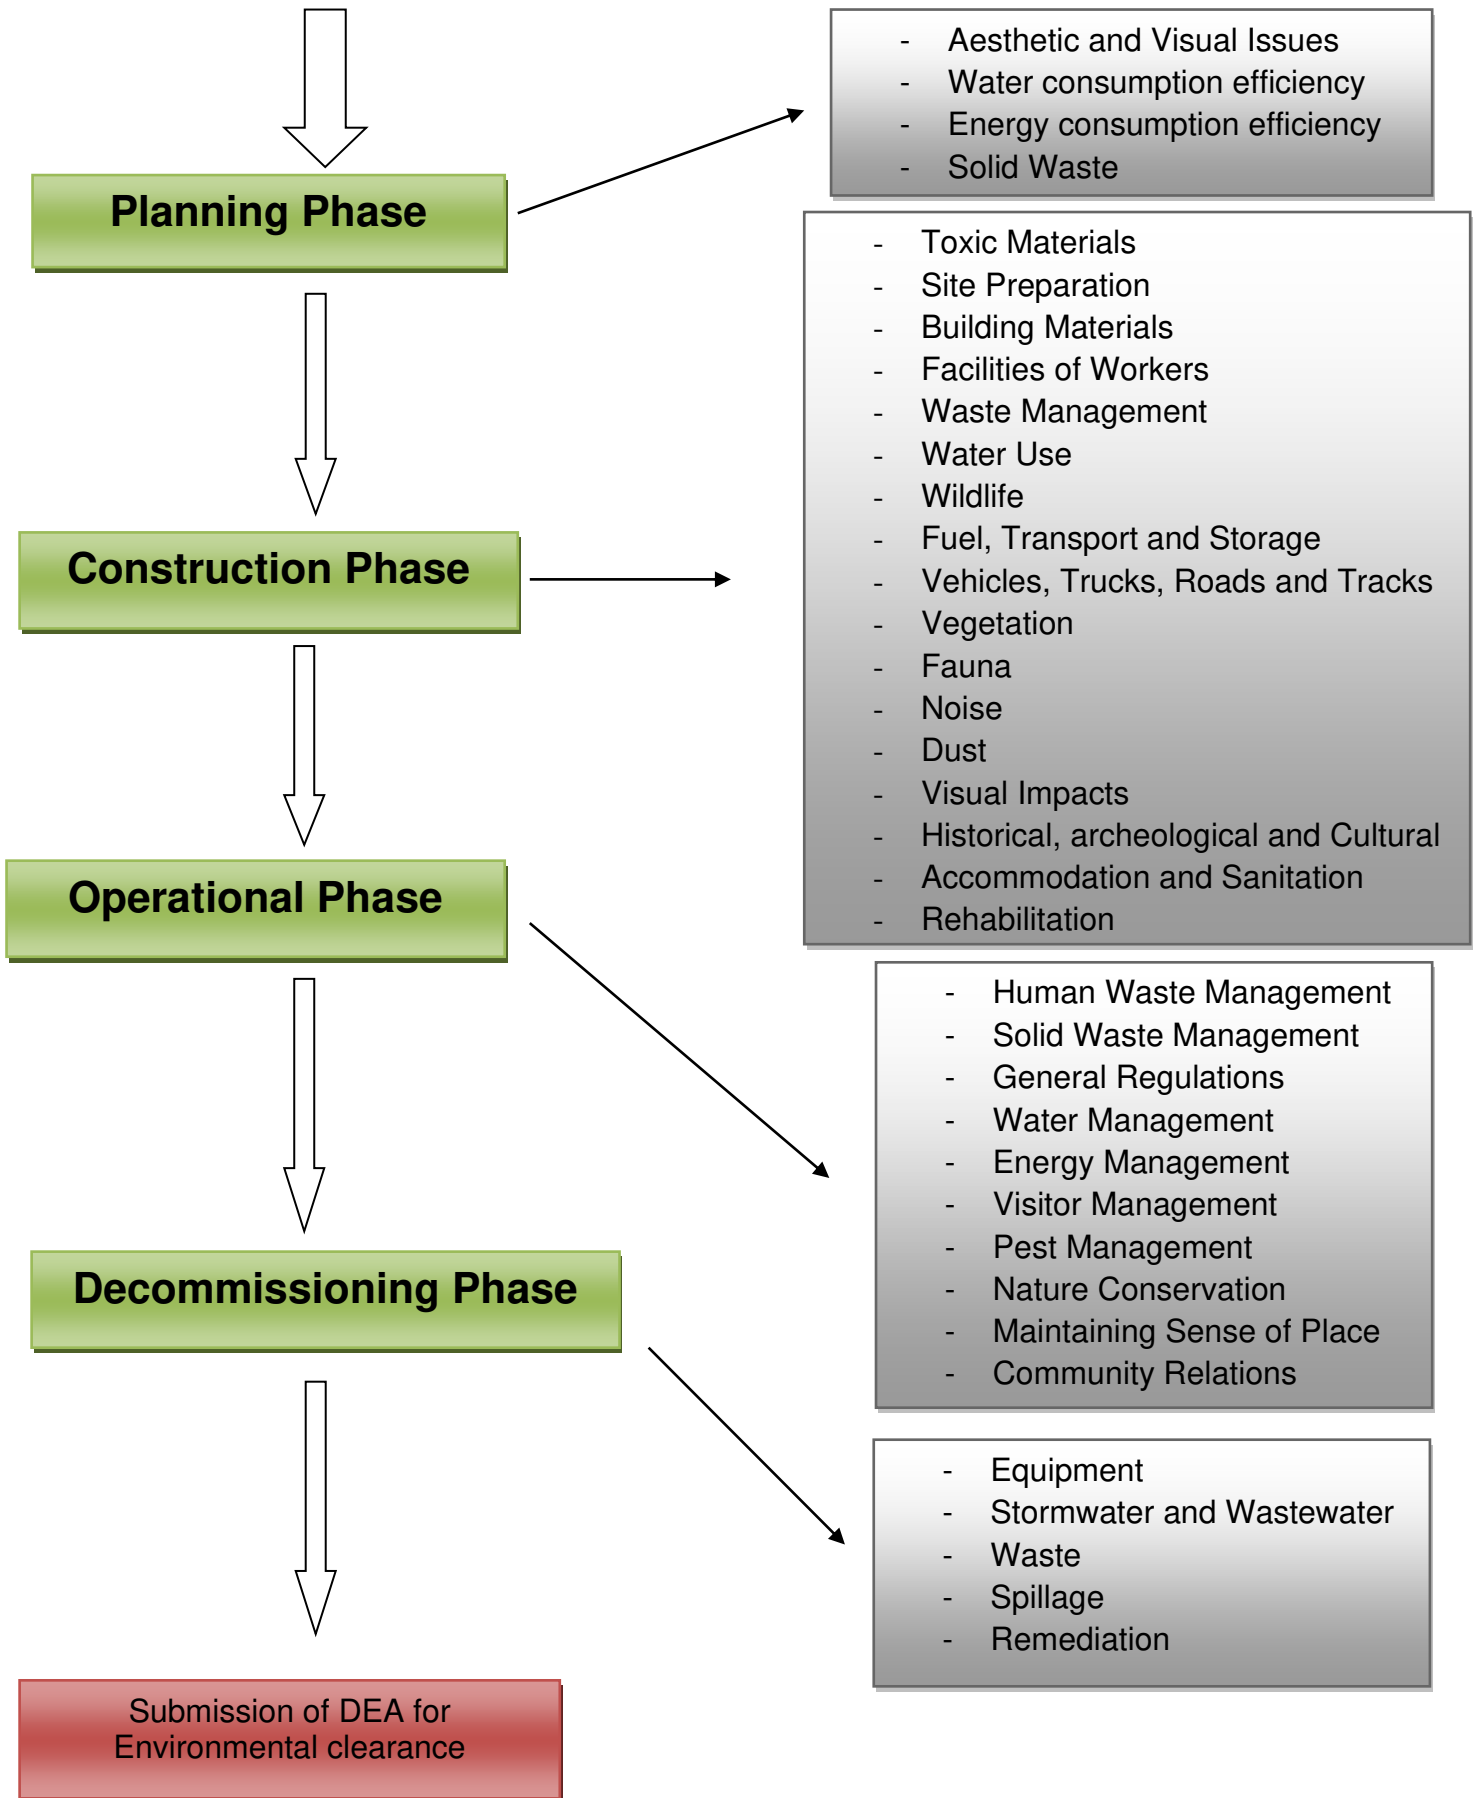 Planning Phase
- Aesthetic and Visual Issues
- Water consumption efficiency
- Energy consumption efficiency
- Solid Waste
Construction Phase
- Toxic Materials
- Site Preparation
- Building Materials
- Facilities of Workers
- Waste Management
- Water Use
- Wildlife
- Fuel, Transport and Storage
- Vehicles, Trucks, Roads and Tracks
- Vegetation
- Fauna
- Noise
- Dust
- Visual Impacts
- Historical, archeological and Cultural
- Accommodation and Sanitation
- Rehabilitation
Operational Phase
- Human Waste Management
- Solid Waste Management
- General Regulations
- Water Management
- Energy Management
- Visitor Management
- Pest Management
- Nature Conservation
- Maintaining Sense of Place
- Community Relations
Decommissioning Phase
- Equipment
- Stormwater and Wastewater
- Waste
- Spillage
- Remediation
Submission of DEA for
Environmental clearance